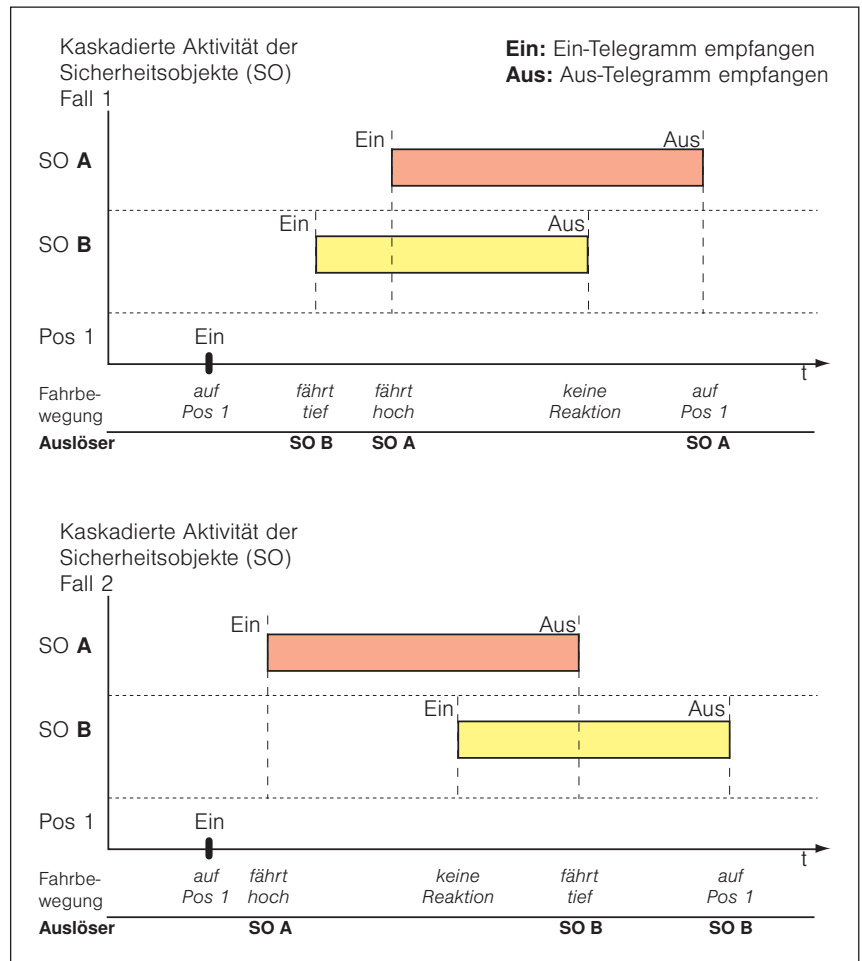 Kaskadierte Aktivität der
Sicherheitsobjekte (SO)
Fall 1
Ein: Ein-Telegramm empfangen
Aus: Aus-Telegramm empfangen
Ein Aus
SO A
Ein Aus
SO B
Pos 1 Ein
t
Fahrbe- auf fährt fährt keine auf
wegung Pos 1 tief hoch Reaktion Pos 1
Auslöser SO B SO A SO A
Kaskadierte Aktivität der
Sicherheitsobjekte (SO)
Fall 2
Ein Aus
SO A
Ein Aus
SO B
Pos 1 Ein
t
Fahrbe- auf fährt keine fährt auf
wegung Pos 1 hoch Reaktion tief Pos 1
Auslöser SO A SO B SO B